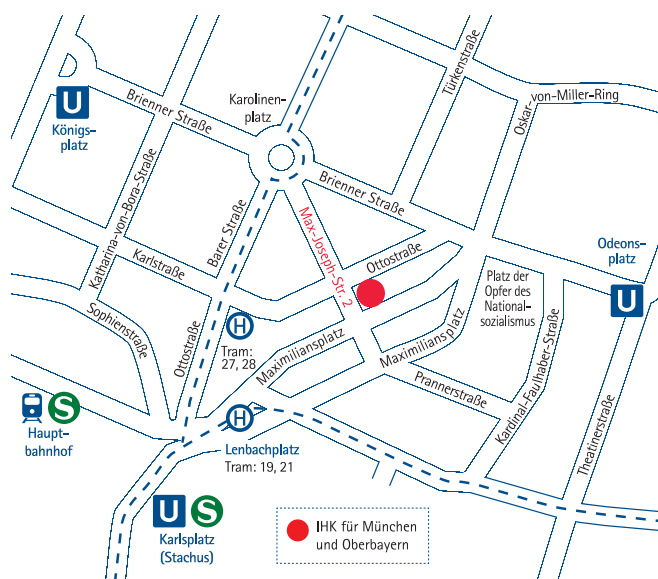 U
Königs-
platz
Brienner Straße
Karolinen-
platz
Türkenstraße
Oskar-von-Miller-Ring
Katharina-von-Bora-Straße
Barer Straße
Brienner Straße
Max-Joseph-Str. 2
Ottostraße
Odeons-
platz
U
Karlstraße
Sophienstraße
Ottostraße
H
Tram:
27, 28
Maximiliansplatz
Maximiliansplatz
Platz der
Opfer des
National-
sozialismus
Prannerstraße
Kardinal-Faulhaber-Straße
Theatinerstraße
S
Haupt-
bahnhof
H
Lenbachplatz
Tram: 19, 21
U S
Karlsplatz
(Stachus)
IHK für München
und Oberbayern